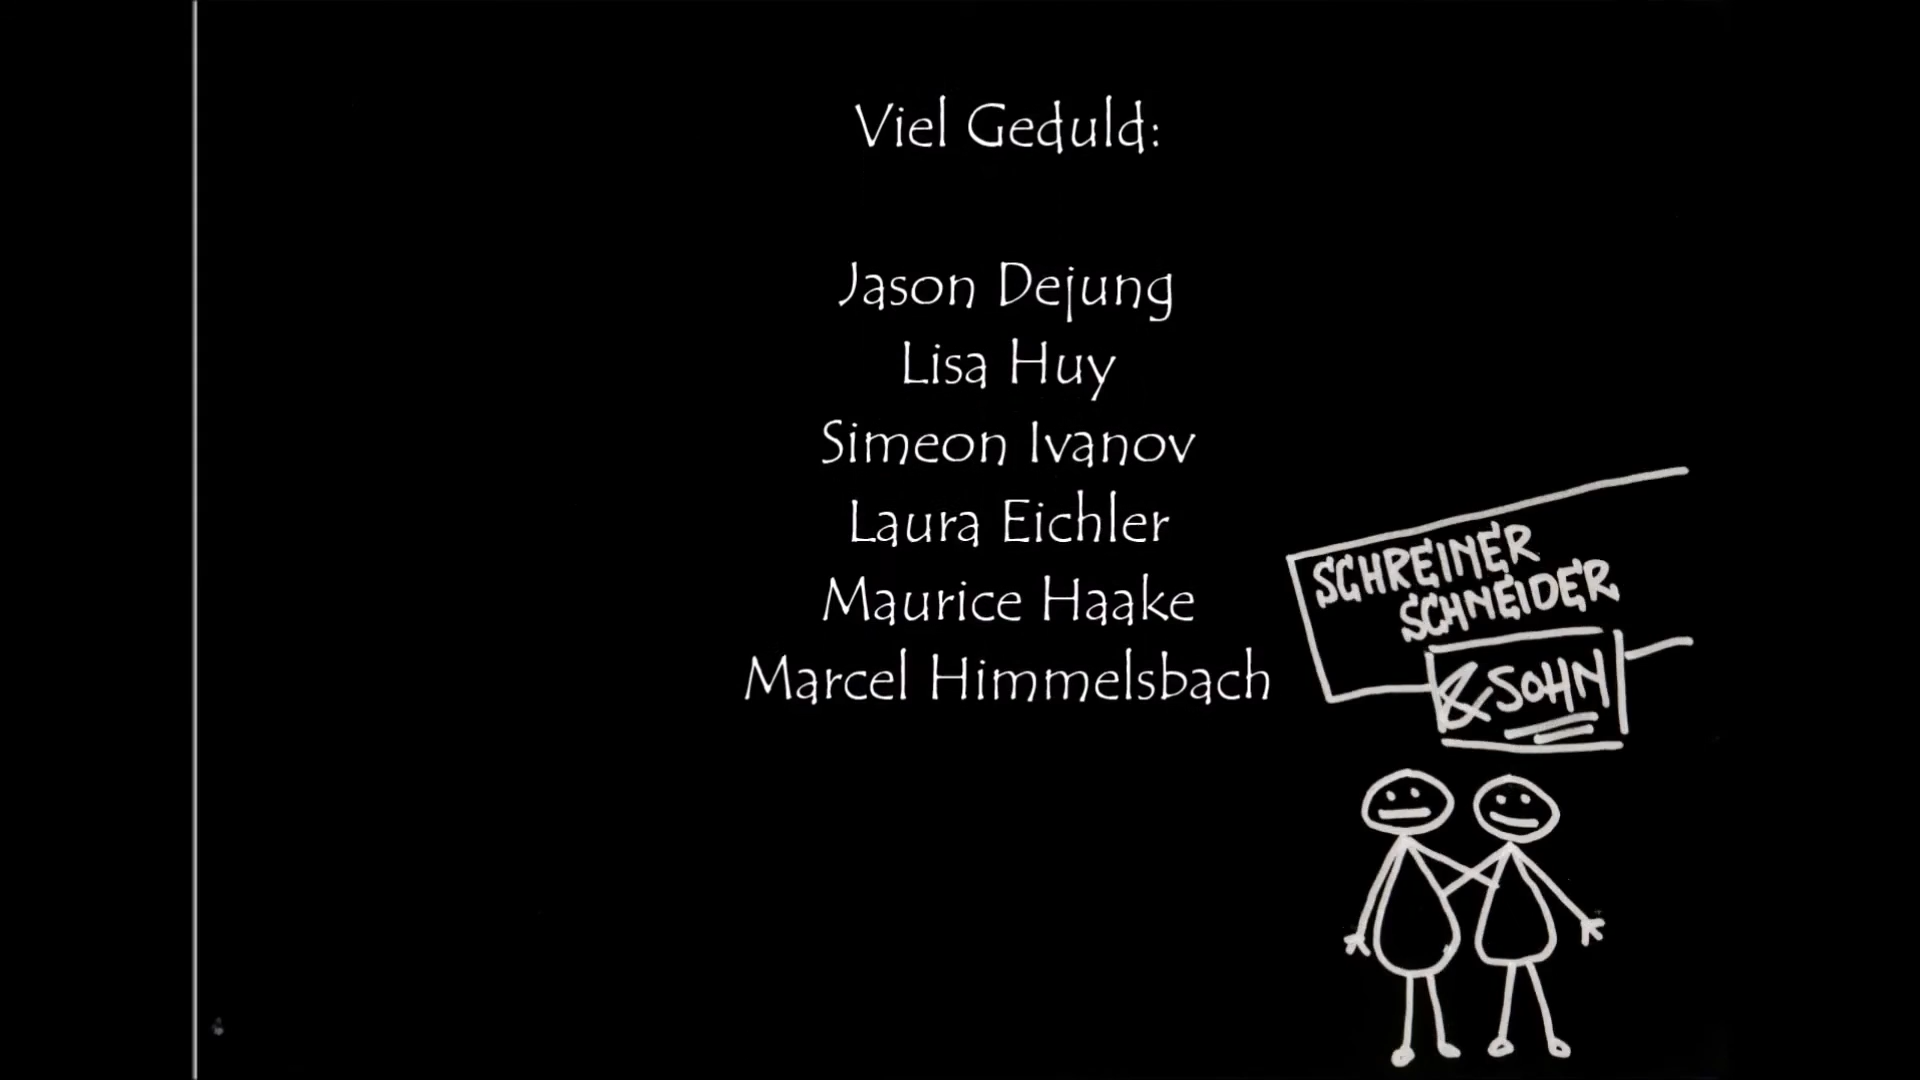 Viel Geduld:
Jason Dejung
Lisa Huy
Simeon Ivanov
Laura Eichler
Maurice Haake
Marcel Himmelsbach
SCHREINER
SCHNEIDER
& SOHN